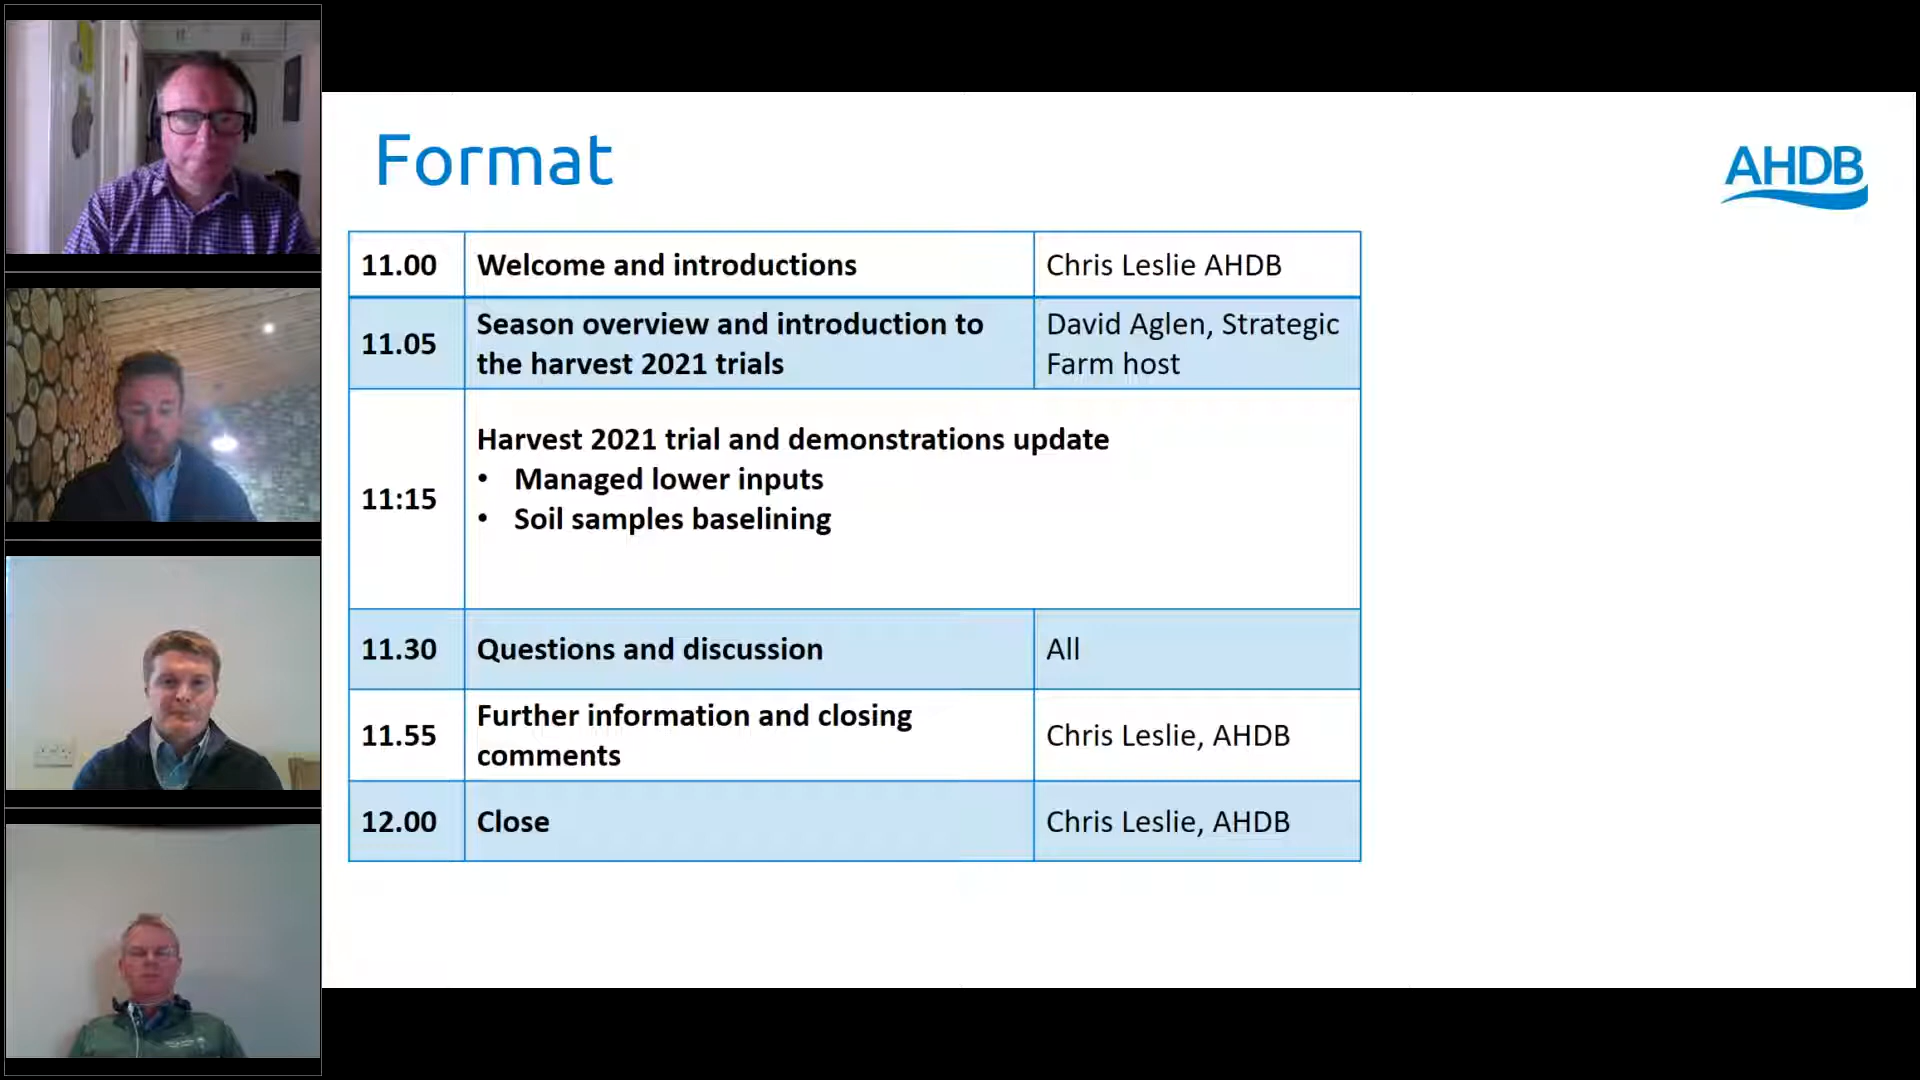 Format
AHDB
11.00 Welcome and introductions Chris Leslie AHDB
11.05 Season overview and introduction to the harvest 2021 trials David Aglen, Strategic Farm host
11:15 Harvest 2021 trial and demonstrations update
• Managed lower inputs
• Soil samples baselining
11.30 Questions and discussion All
11.55 Further information and closing comments Chris Leslie, AHDB
12.00 Close Chris Leslie, AHDB